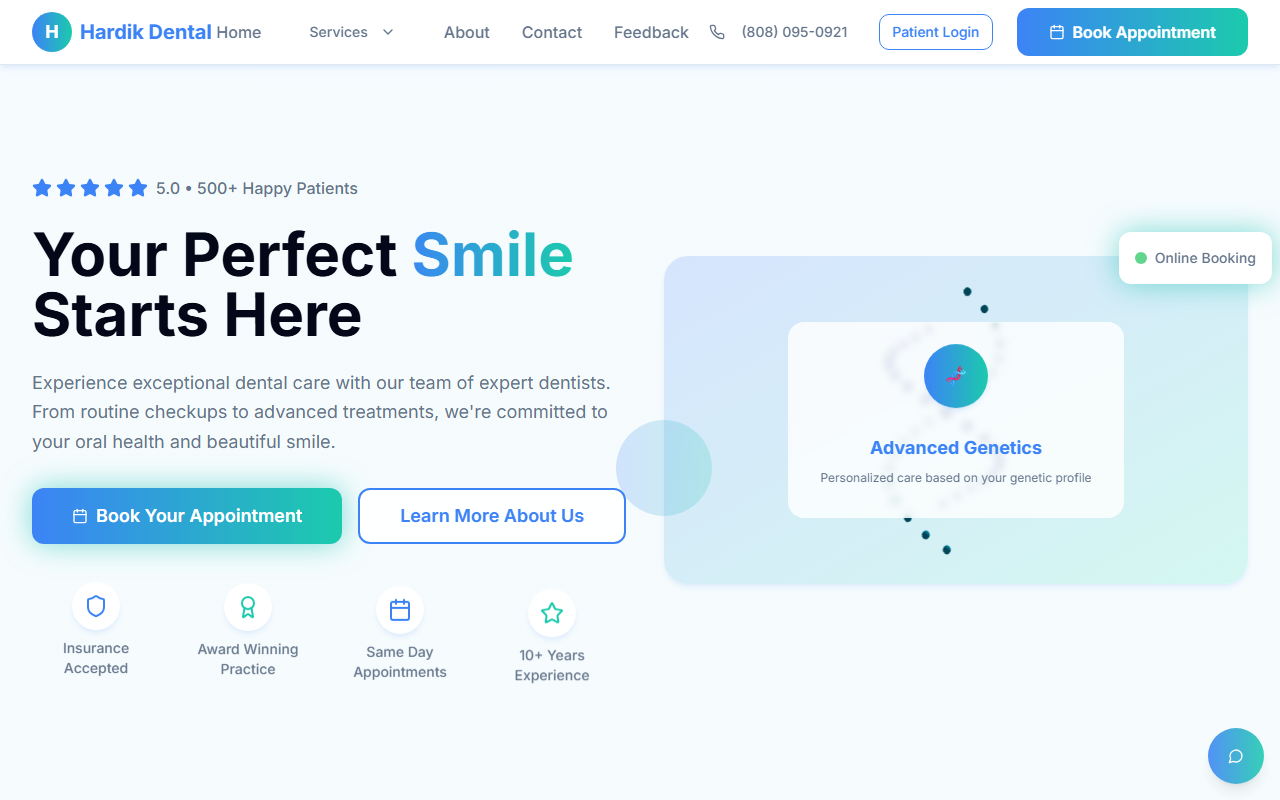 H Hardik Dental Home Services About Contact Feedback (808) 095-0921 Patient Login Book Appointment
5.0 • 500+ Happy Patients
Your Perfect Smile
Starts Here
Experience exceptional dental care with our team of expert dentists.
From routine checkups to advanced treatments, we're committed to
your oral health and beautiful smile.
Book Your Appointment Learn More About Us
Insurance
Accepted
Award Winning
Practice
Same Day
Appointments
10+ Years
Experience
Online Booking
Advanced Genetics
Personalized care based on your genetic profile